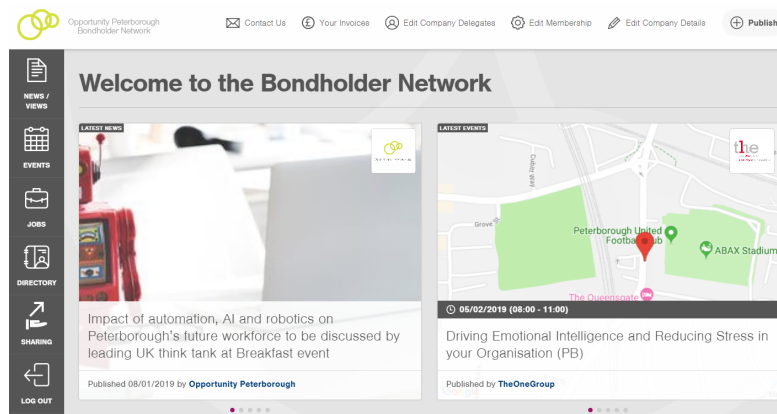 Opportunity Peterborough
Bondholder Network
Contact Us
Your Invoices
Edit Company Delegates
Edit Membership
Edit Company Details
Publish
NEWS /
VIEWS
EVENTS
JOBS
DIRECTORY
SHARING
LOG OUT
Welcome to the Bondholder Network
LATEST NEWS
Impact of automation, AI and robotics on
Peterborough's future workforce to be discussed by
leading UK think tank at Breakfast event
Published 08/01/2019 by Opportunity Peterborough
LATEST EVENTS
the
Culley Way
Grove St
Peterborough United
ABAX Stadium
The Queensgate
05/02/2019 (08:00 - 11:00)
Driving Emotional Intelligence and Reducing Stress in
your Organisation (PB)
Published by TheOneGroup